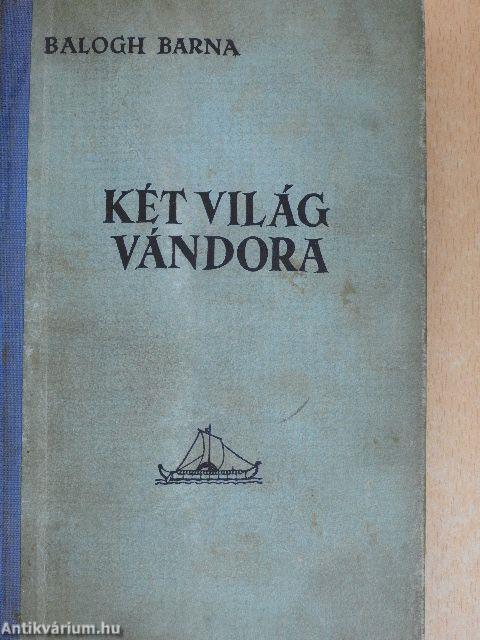 BALOGH BARNA
KÉT VILÁG
VÁNDORA
Antikvárium.hu